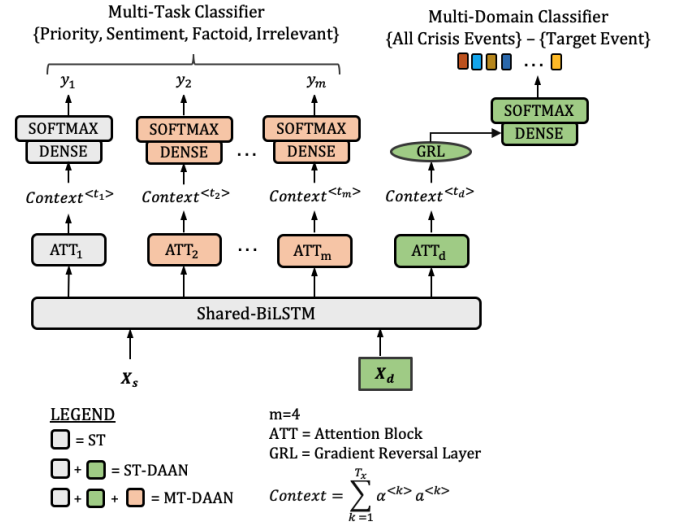 Multi-Task Classifier
{Priority, Sentiment, Factoid, Irrelevant}
Multi-Domain Classifier
{All Crisis Events} – {Target Event}
y₁ y₂ yₘ
...
SOFTMAX SOFTMAX SOFTMAX SOFTMAX
DENSE DENSE ... DENSE GRL DENSE
Context<t₁> Context<t₂> Context<tₘ> Context<t_d>
ATT₁ ATT₂ ... ATTₘ ATT_d
Shared-BiLSTM
Xₛ X_d
LEGEND
= ST
+ = ST-DAAN
+ + = MT-DAAN
m=4
ATT = Attention Block
GRL = Gradient Reversal Layer
Context = ∑ₖ₌₁^Tₓ α<k> a<k>